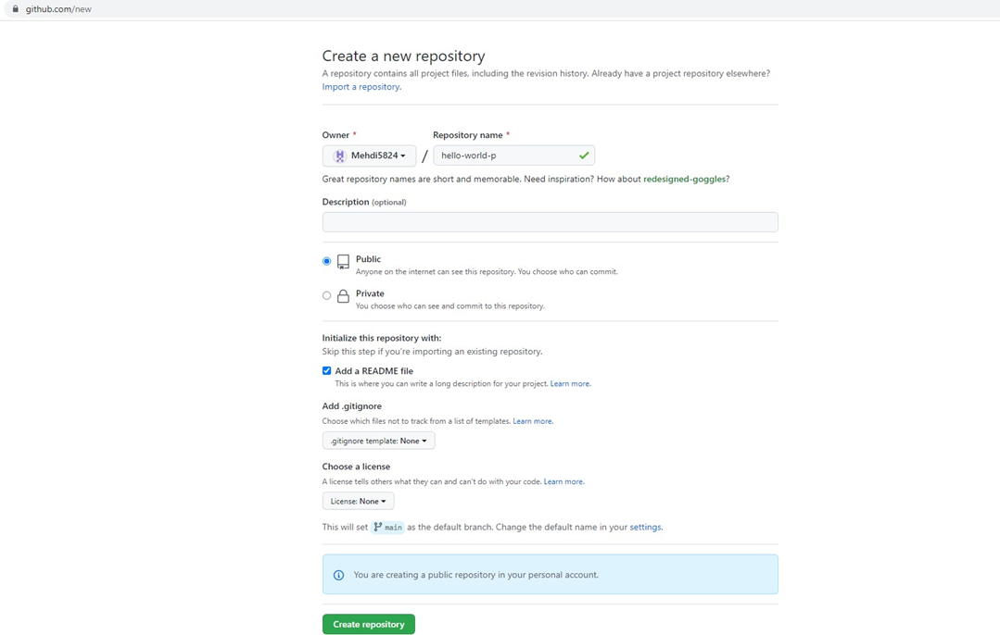 github.com/new
Create a new repository
A repository contains all project files, including the revision history. Already have a project repository elsewhere?
Import a repository.
Owner * Repository name *
Mehdi5824 / hello-world-p
Great repository names are short and memorable. Need inspiration? How about redesigned-goggles?
Description (optional)
Public
Anyone on the internet can see this repository. You choose who can commit.
Private
You choose who can see and commit to this repository.
Initialize this repository with:
Skip this step if you're importing an existing repository.
Add a README file
This is where you can write a long description for your project. Learn more.
Add .gitignore
Choose which files not to track from a list of templates. Learn more.
.gitignore template: None
Choose a license
A license tells others what they can and can't do with your code. Learn more.
License: None
This will set main as the default branch. Change the default name in your settings.
You are creating a public repository in your personal account.
Create repository